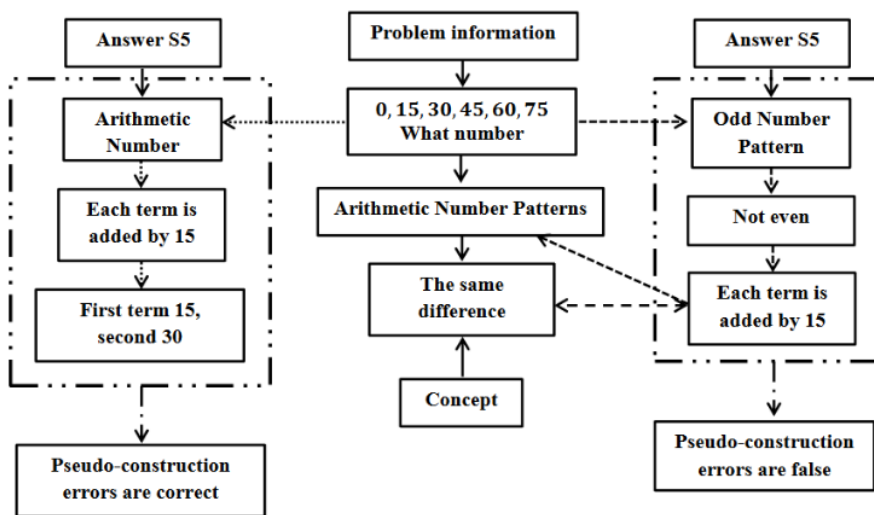 Answer S5
Problem information
Answer S5
Arithmetic
Number
0, 15, 30, 45, 60, 75
What number
Odd Number
Pattern
Each term is
added by 15
Arithmetic Number Patterns
Not even
First term 15,
second 30
The same
difference
Each term is
added by 15
Concept
Pseudo-construction
errors are correct
Pseudo-construction
errors are false